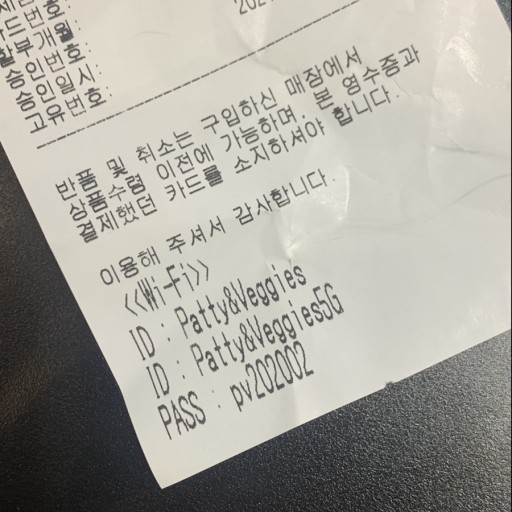 드번호:
할부개월:
승인번호:
승인일시: 202
고유번호:
반품 및 취소는 구입하신 매장에서
상품수령 이전에 가능하며, 본 영수증과
결제했던 카드를 소지하셔야 합니다.
이용해 주셔서 감사합니다.
<<Wi-Fi>>
ID : Patty&Veggies
ID : Patty&Veggies5G
PASS : pv202002